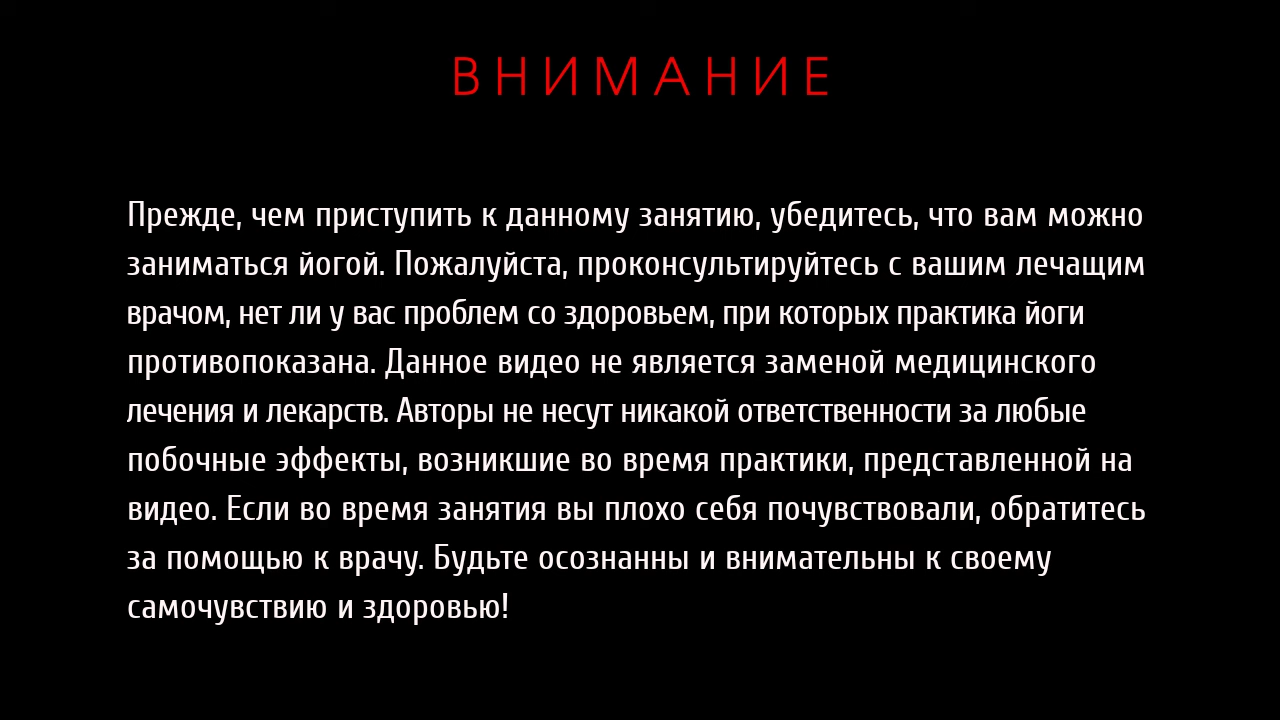 ВНИМАНИЕ
Прежде, чем приступить к данному занятию, убедитесь, что вам можно
заниматься йогой. Пожалуйста, проконсультируйтесь с вашим лечащим
врачом, нет ли у вас проблем со здоровьем, при которых практика йоги
противопоказана. Данное видео не является заменой медицинского
лечения и лекарств. Авторы не несут никакой ответственности за любые
побочные эффекты, возникшие во время практики, представленной на
видео. Если во время занятия вы плохо себя почувствовали, обратитесь
за помощью к врачу. Будьте осознанны и внимательны к своему
самочувствию и здоровью!